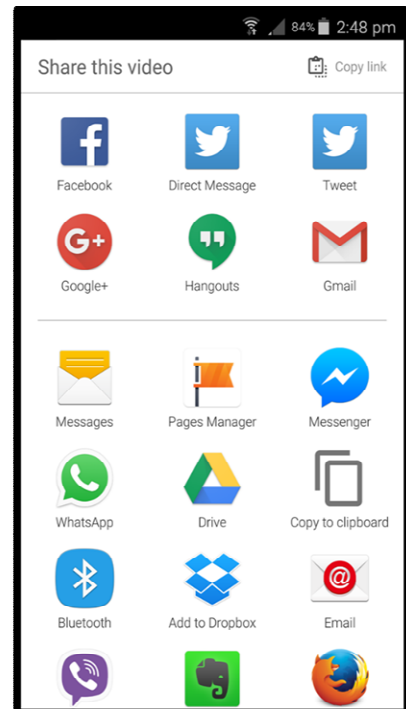 84% 2:48 pm
Share this video Copy link
Facebook Direct Message Tweet
G+
Google+ Hangouts Gmail
Messages Pages Manager Messenger
WhatsApp Drive Copy to clipboard
@
Bluetooth Add to Dropbox Email